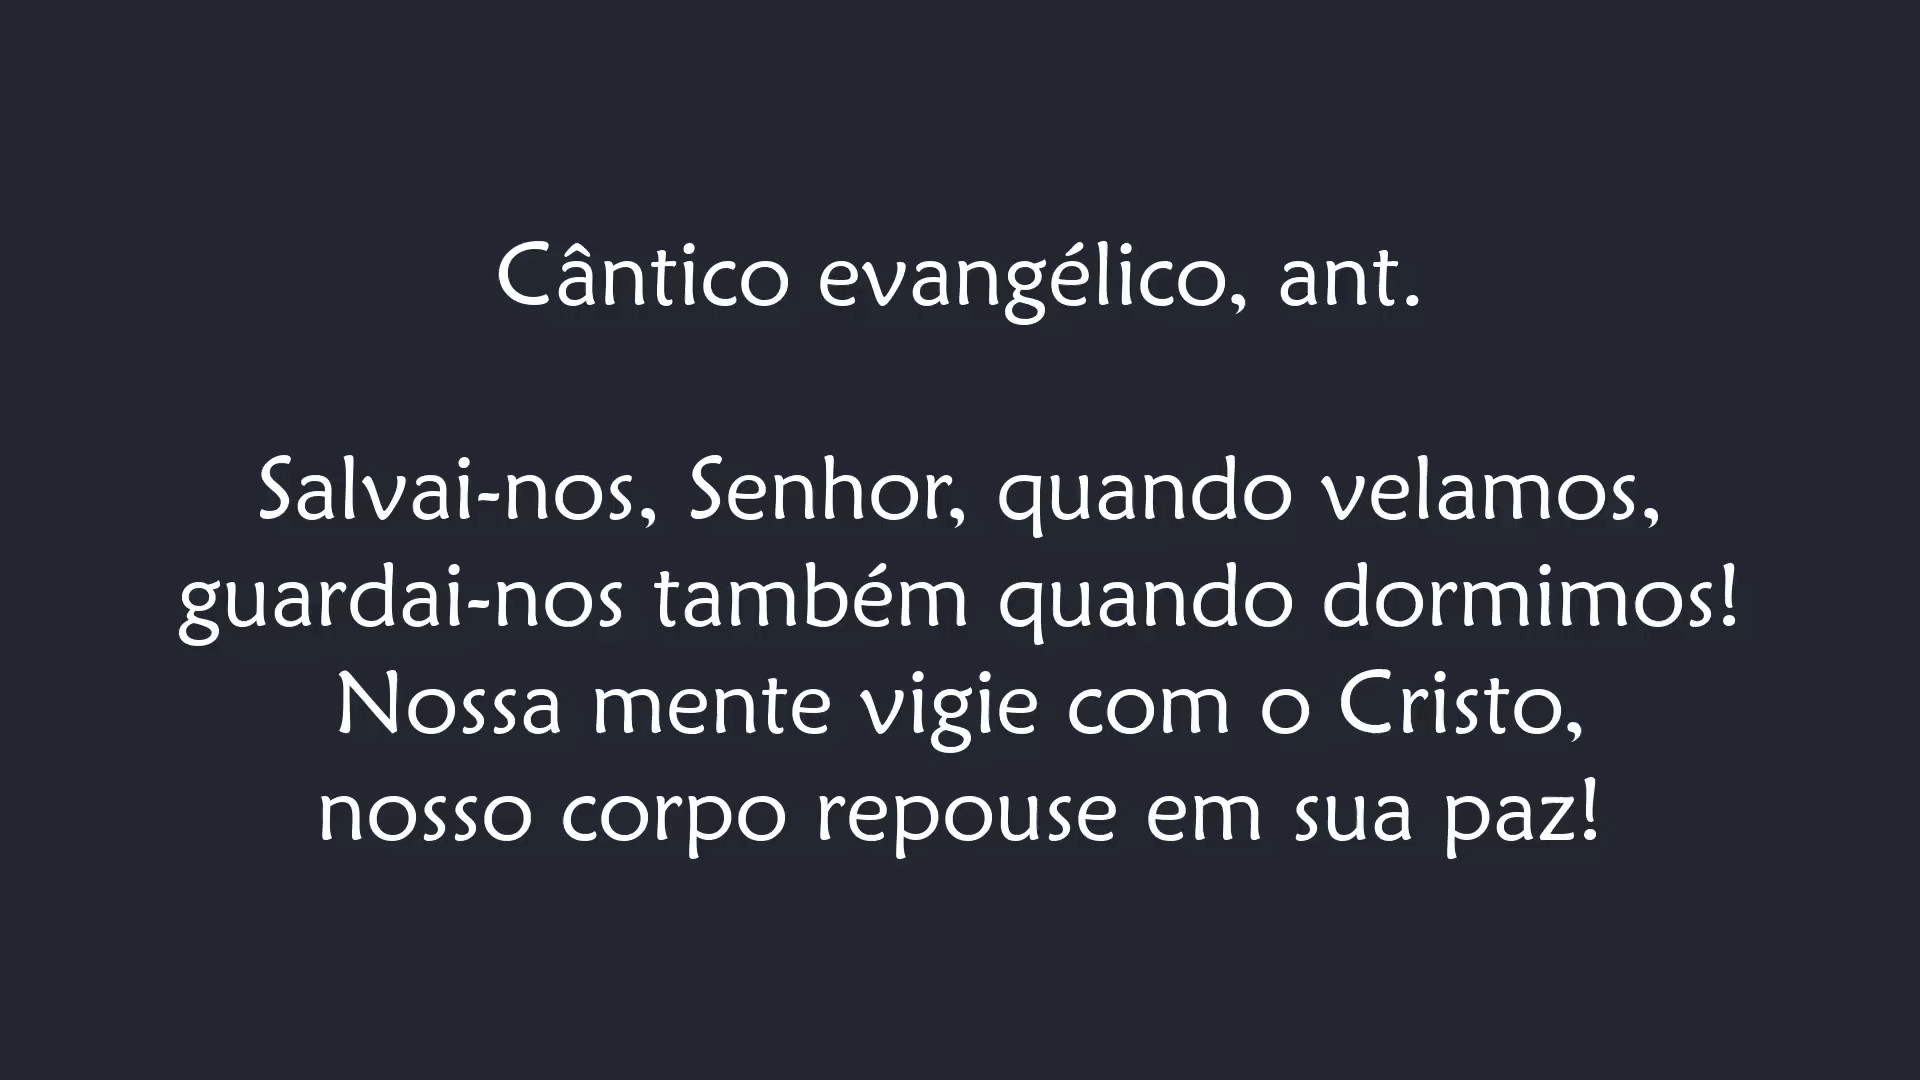 Cântico evangélico, ant.
Salvai-nos, Senhor, quando velamos,
guardai-nos também quando dormimos!
Nossa mente vigie com o Cristo,
nosso corpo repouse em sua paz!